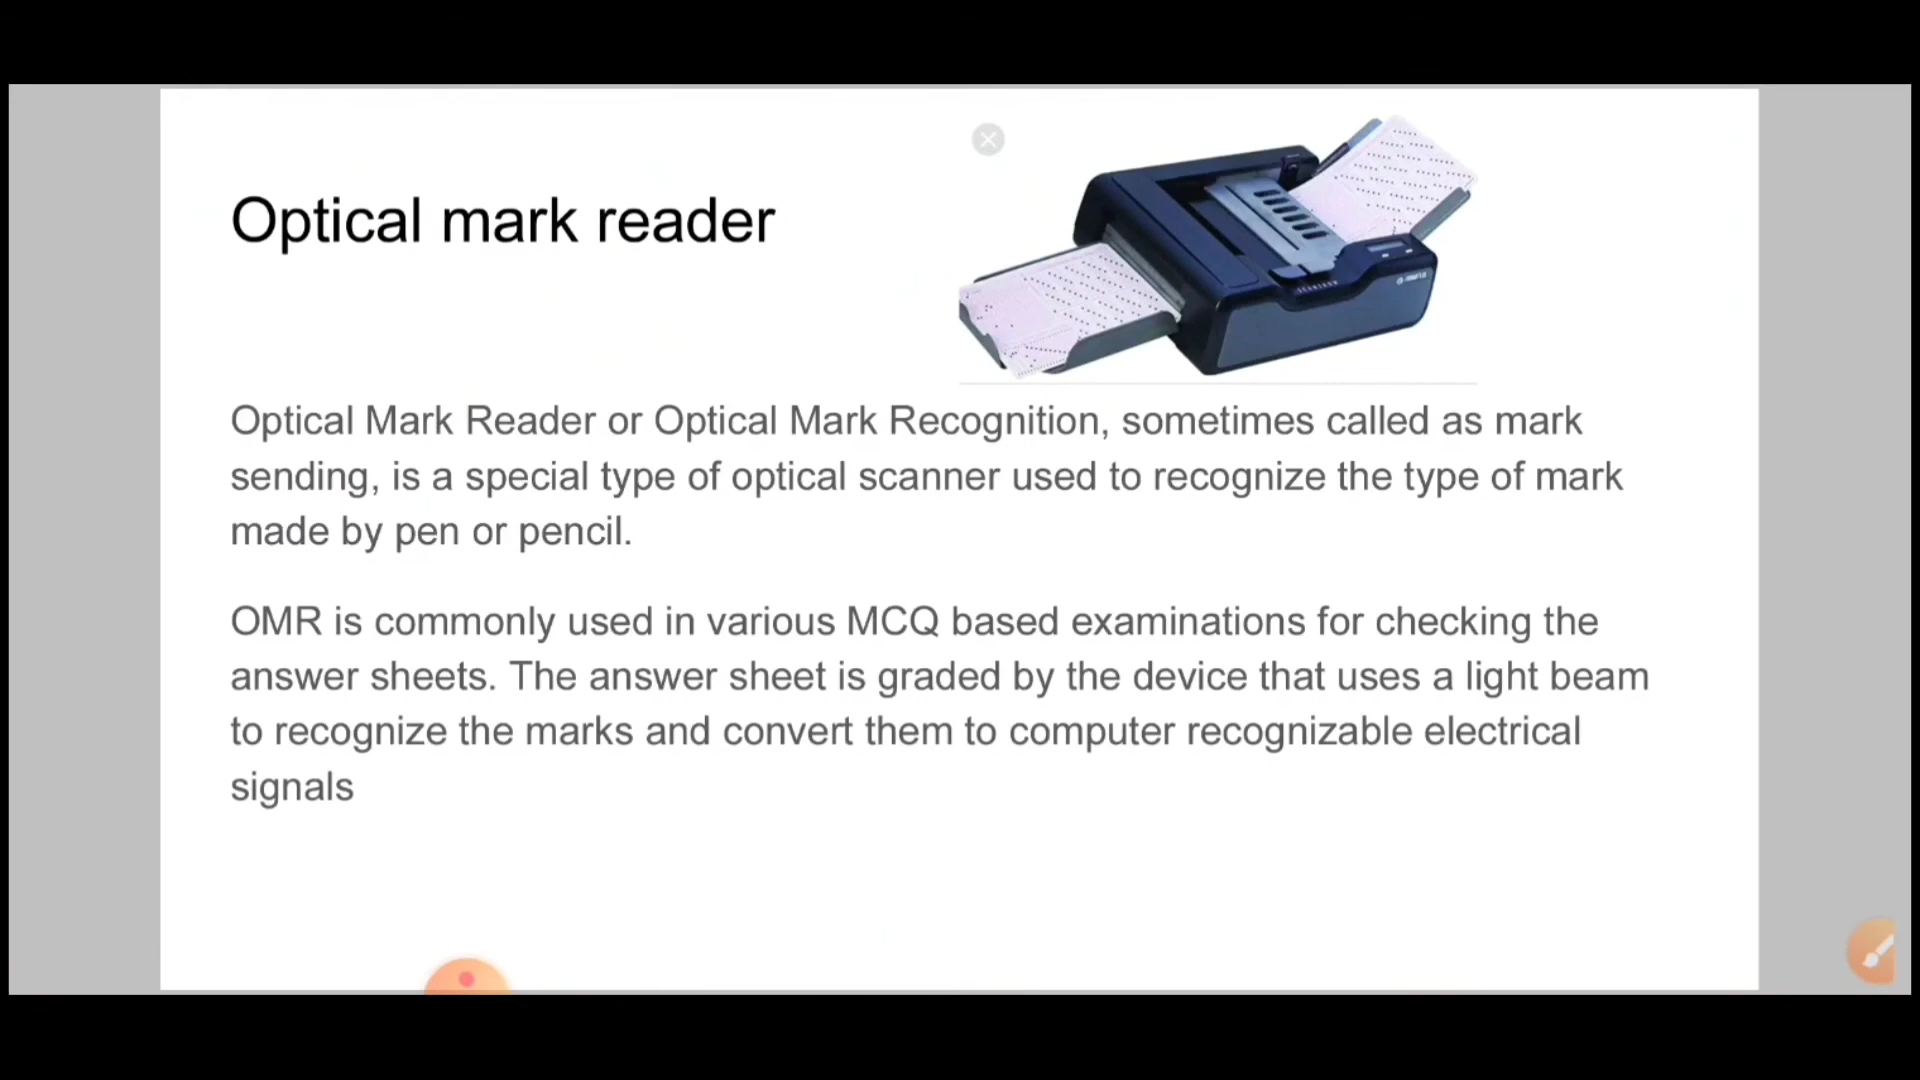 Optical mark reader
Optical Mark Reader or Optical Mark Recognition, sometimes called as mark
sending, is a special type of optical scanner used to recognize the type of mark
made by pen or pencil.
OMR is commonly used in various MCQ based examinations for checking the
answer sheets. The answer sheet is graded by the device that uses a light beam
to recognize the marks and convert them to computer recognizable electrical
signals